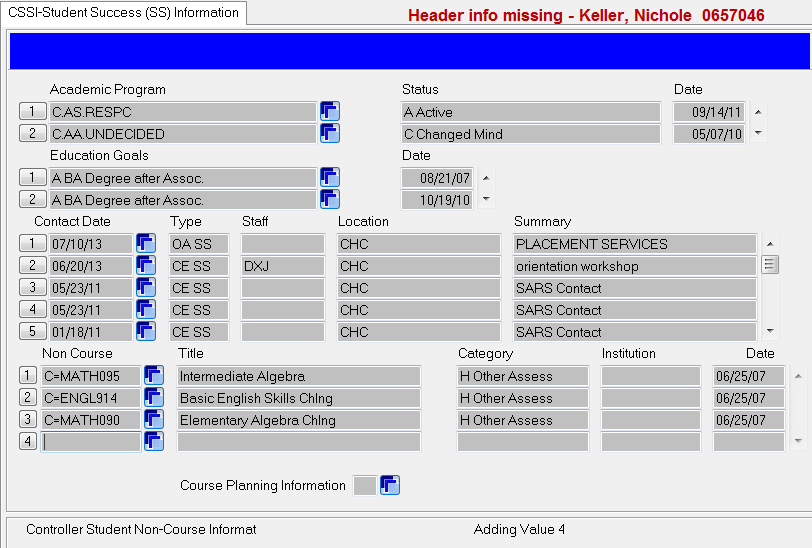 CSSI-Student Success (SS) Information
Header info missing - Keller, Nichole 0657046
Academic Program Status Date
1 C.AS.RESPC A Active 09/14/11
2 C.AA.UNDECIDED C Changed Mind 05/07/10
Education Goals Date
1 A BA Degree after Assoc. 08/21/07
2 A BA Degree after Assoc. 10/19/10
Contact Date Type Staff Location Summary
1 07/10/13 OA SS CHC PLACEMENT SERVICES
2 06/20/13 CE SS DXJ CHC orientation workshop
3 05/23/11 CE SS CHC SARS Contact
4 05/23/11 CE SS CHC SARS Contact
5 01/18/11 CE SS CHC SARS Contact
Non Course Title Category Institution Date
1 C=MATH095 Intermediate Algebra H Other Assess 06/25/07
2 C=ENGL914 Basic English Skills Chlng H Other Assess 06/25/07
3 C=MATH090 Elementary Algebra Chlng H Other Assess 06/25/07
4
Course Planning Information
Controller Student Non-Course Informat Adding Value 4